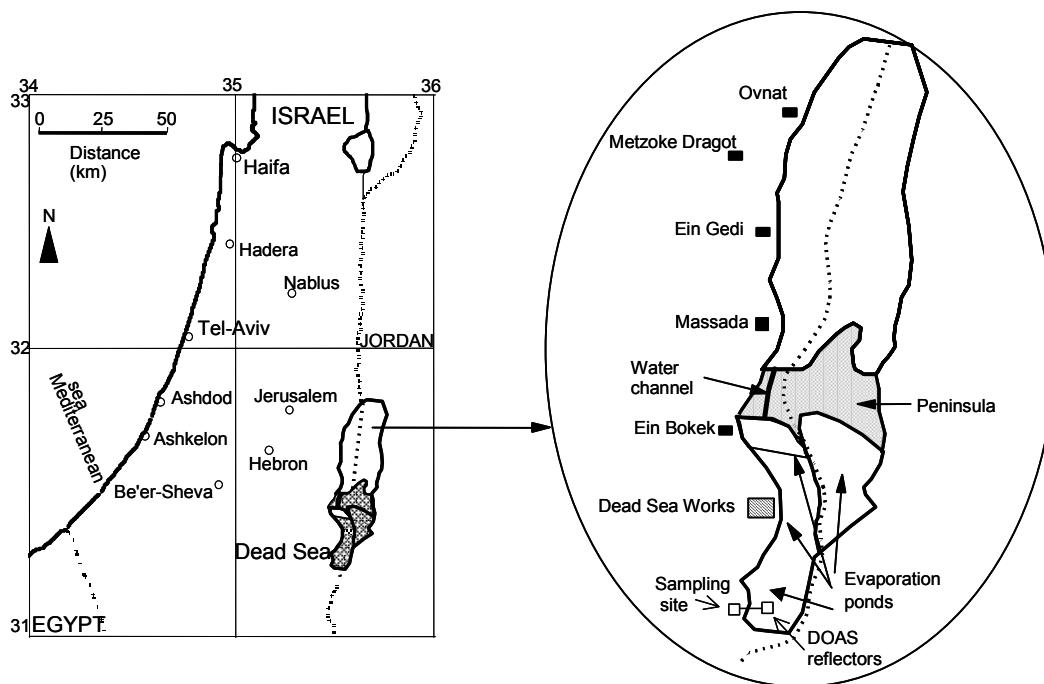 34
35
36
33
ISRAEL
0 25 50
Distance
(km)
N
Haifa
Hadera
Nablus
Tel-Aviv
32
JORDAN
Mediterranean
sea
Ashdod
Jerusalem
Ashkelon
Hebron
Be'er-Sheva
Dead Sea
31
EGYPT
Ovnat
Metzoke Dragot
Ein Gedi
Massada
Water
channel
Peninsula
Ein Bokek
Dead Sea Works
Sampling
site
Evaporation
ponds
DOAS
reflectors